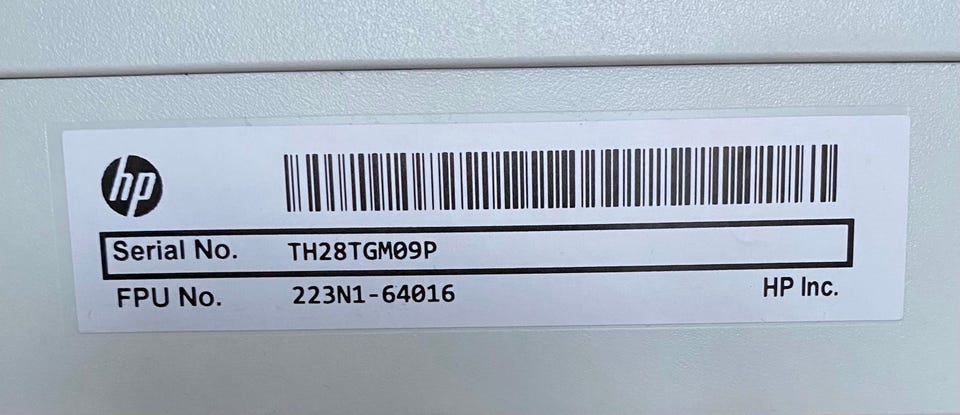 hp
Serial No. TH28TGM09P
FPU No. 223N1-64016 HP Inc.